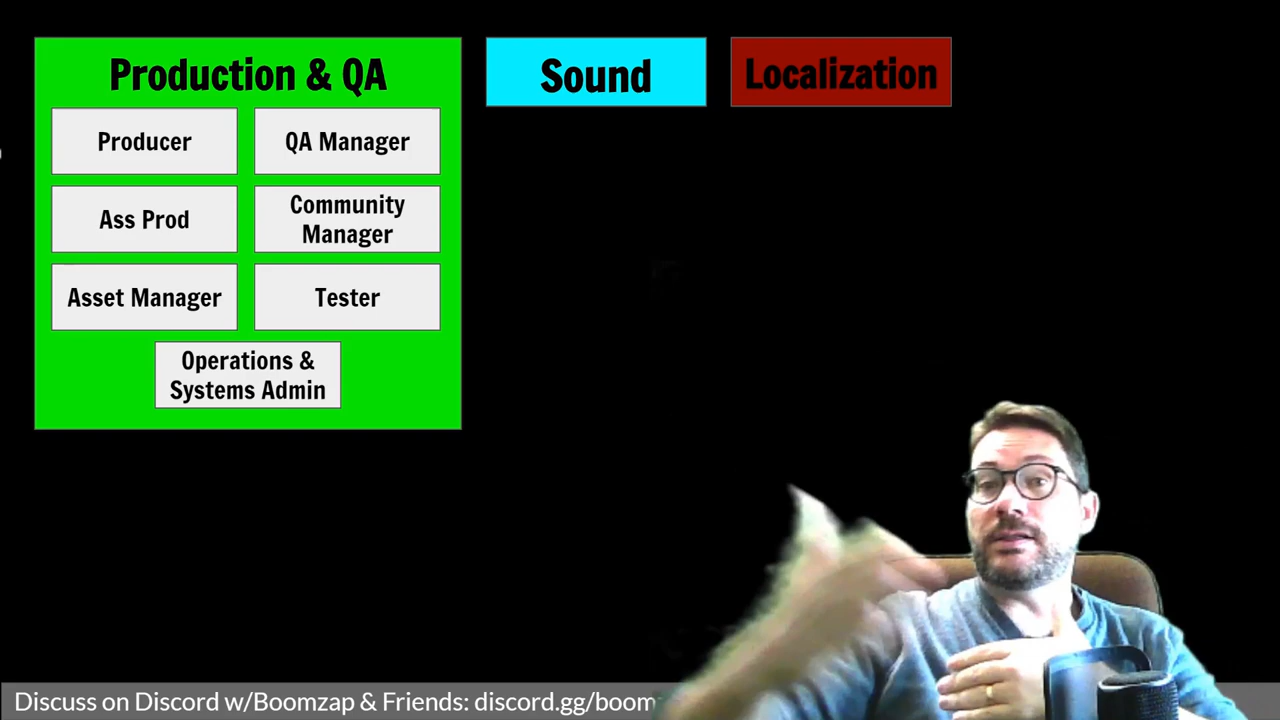 Production & QA
Producer
QA Manager
Ass Prod
Community
Manager
Asset Manager
Tester
Operations &
Systems Admin
Sound
Localization
Discuss on Discord w/Boomzap & Friends: discord.gg/boom